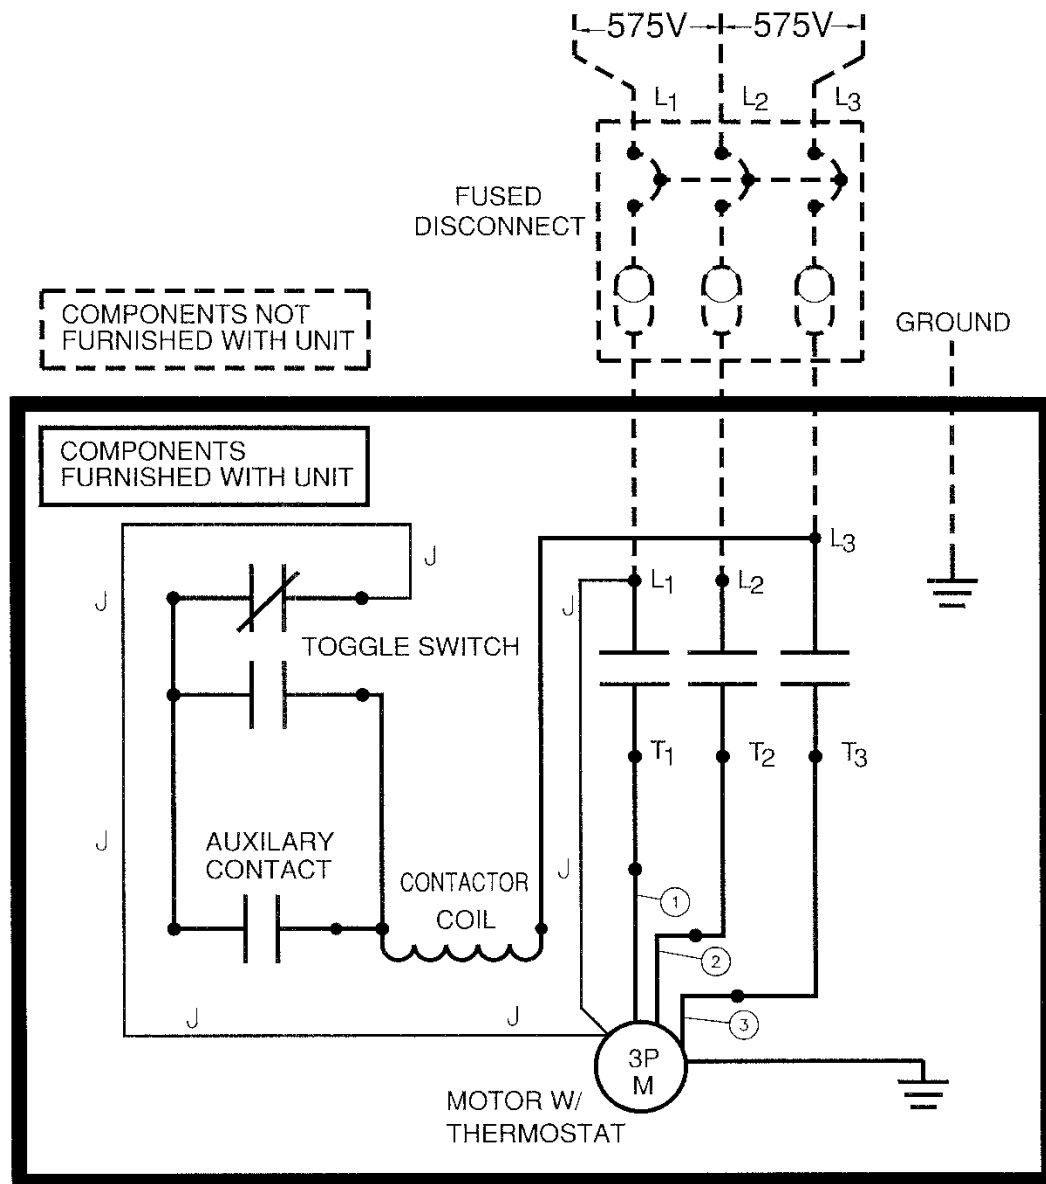 575V 575V
L1 L2 L3
FUSED
DISCONNECT
COMPONENTS NOT
FURNISHED WITH UNIT
GROUND
COMPONENTS
FURNISHED WITH UNIT
J
J
L3
J
L1 L2
TOGGLE SWITCH
T1 T2 T3
J
AUXILARY
CONTACT
J
CONTACTOR
COIL
1
2
3
J
J
3P
M
MOTOR W/
THERMOSTAT